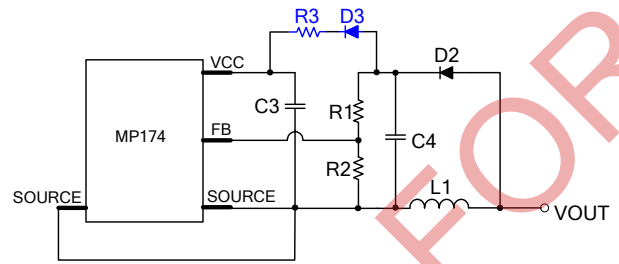 R3 D3
VCC
D2
C3
R1
MP174
FB
C4
R2
SOURCE
SOURCE
L1
VOUT
FOR